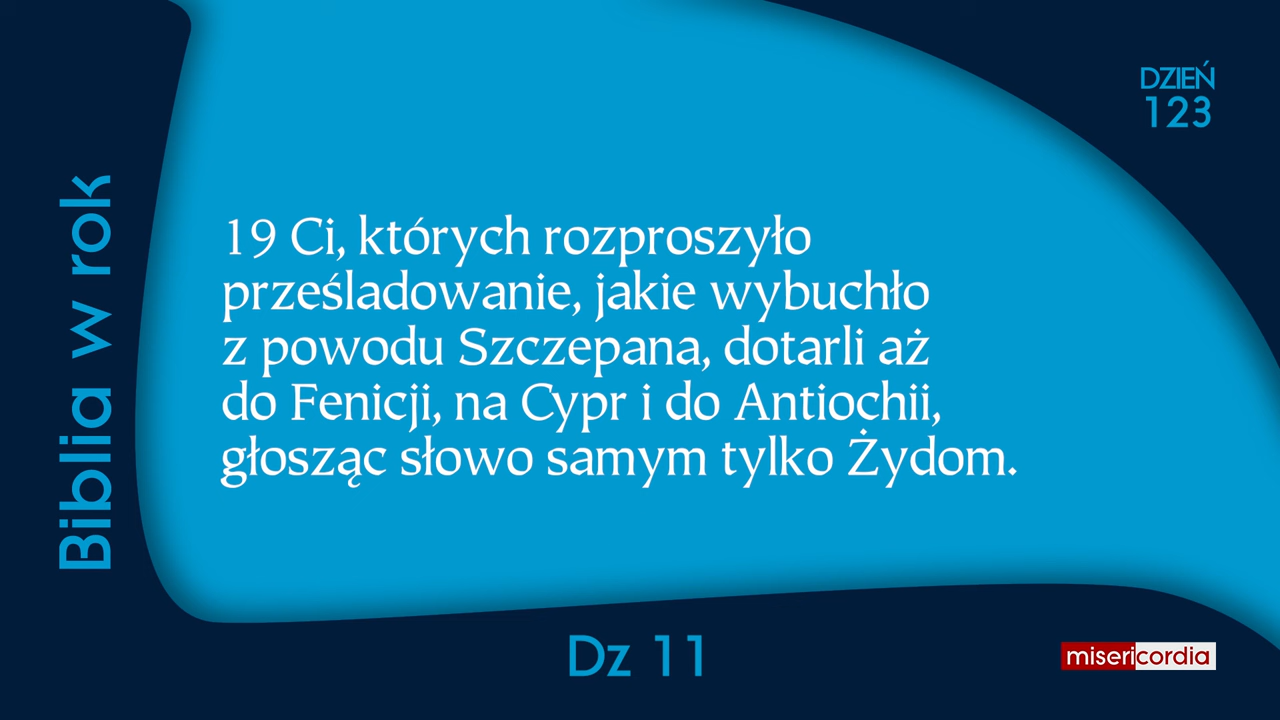 DZIEŃ
123
Biblia w rok
19 Ci, których rozproszyło
prześladowanie, jakie wybuchło
z powodu Szczepana, dotarli aż
do Fenicji, na Cypr i do Antiochii,
głosząc słowo samym tylko Żydom.
Dz 11
misericordia